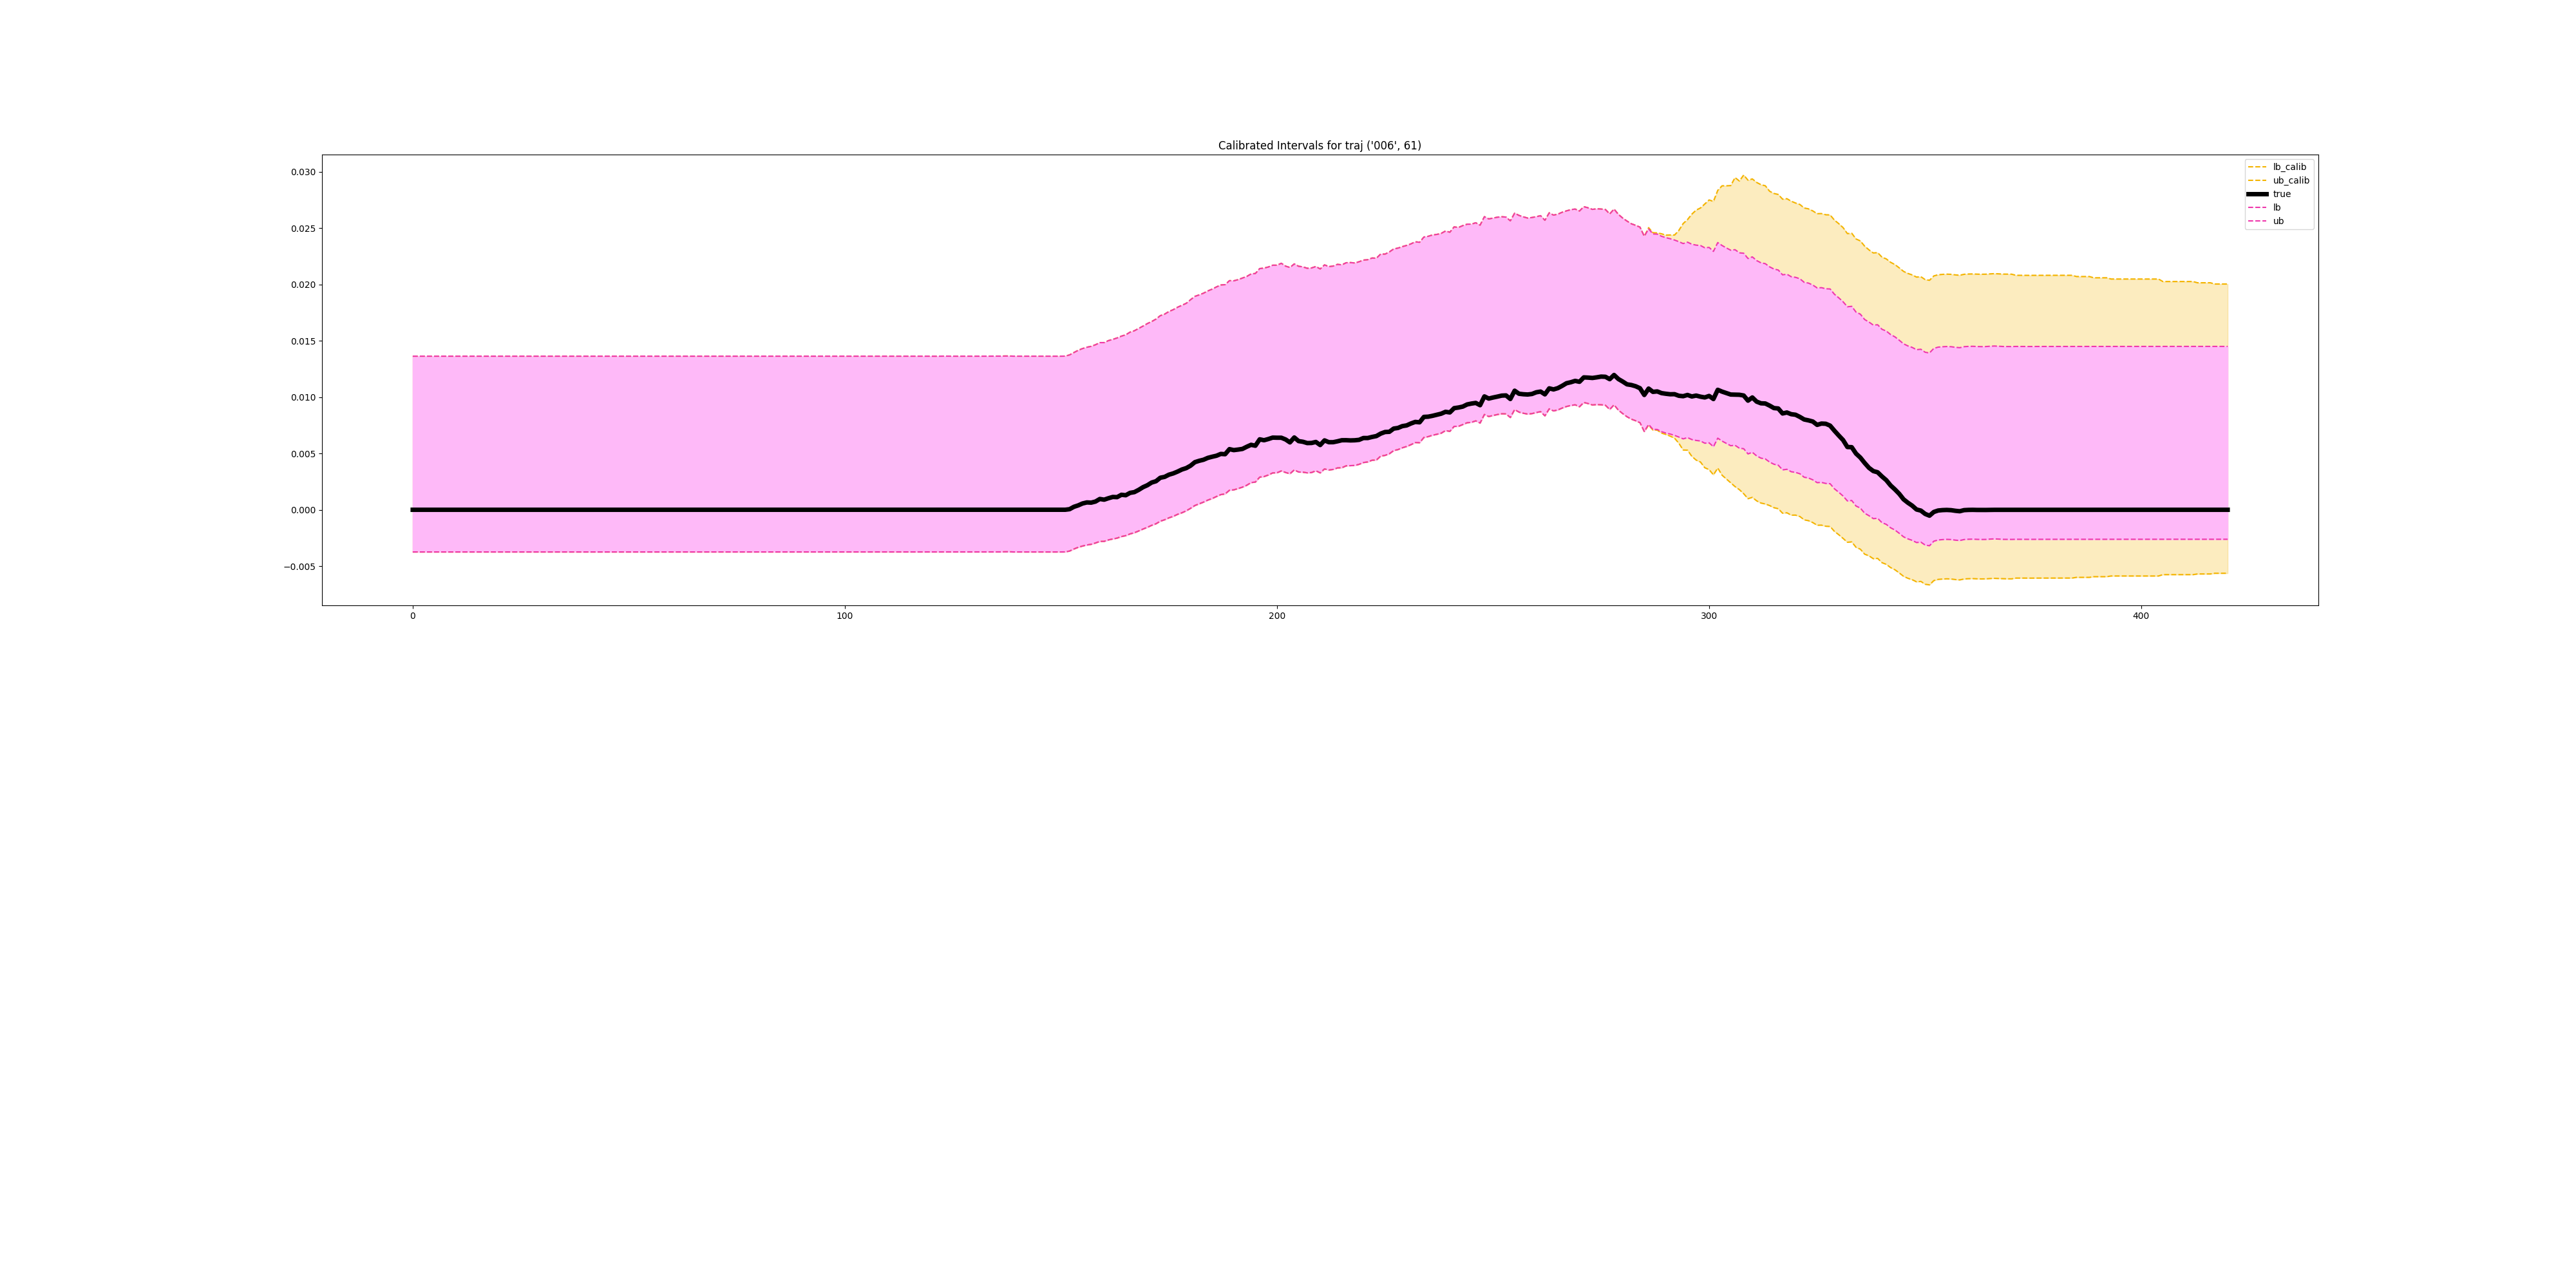 Calibrated Intervals for traj ('006', 61)
0.030
0.025
0.020
0.015
0.010
0.005
0.000
−0.005
0
100
200
300
400
lb_calib
ub_calib
true
lb
ub